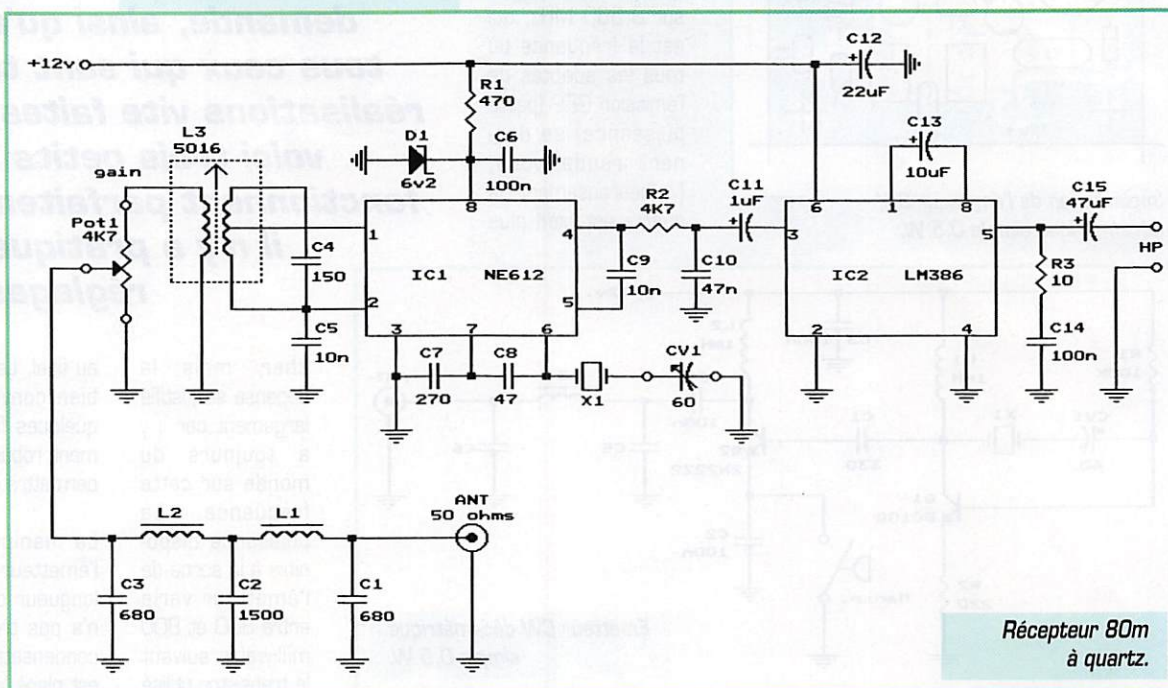 +12v
R1
470
C12
22uF
L3
5016
D1
6v2
C6
100n
C13
10uF
gain
Pot1
4K7
8
C4
150
1
2
IC1 NE612
4
5
R2
4K7
C11
1uF
C9
10n
C10
47n
6
1
8
3
5
IC2 LM386
C15
47uF
HP
R3
10
C5
10n
3
7
6
C7
270
C8
47
X1
CV1
60
2
4
C14
100n
ANT
50 ohms
L2
L1
C3
680
C2
1500
C1
680
Récepteur 80m
à quartz.